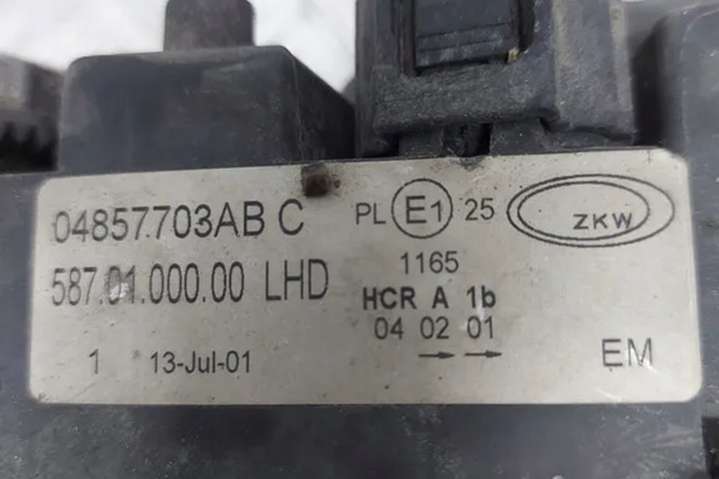 04857703AB C
587.01.000.00 LHD
1 13-Jul-01
PL E1 25
1165
HCR A 1b
04 02 01
→ →
ZKW
EM